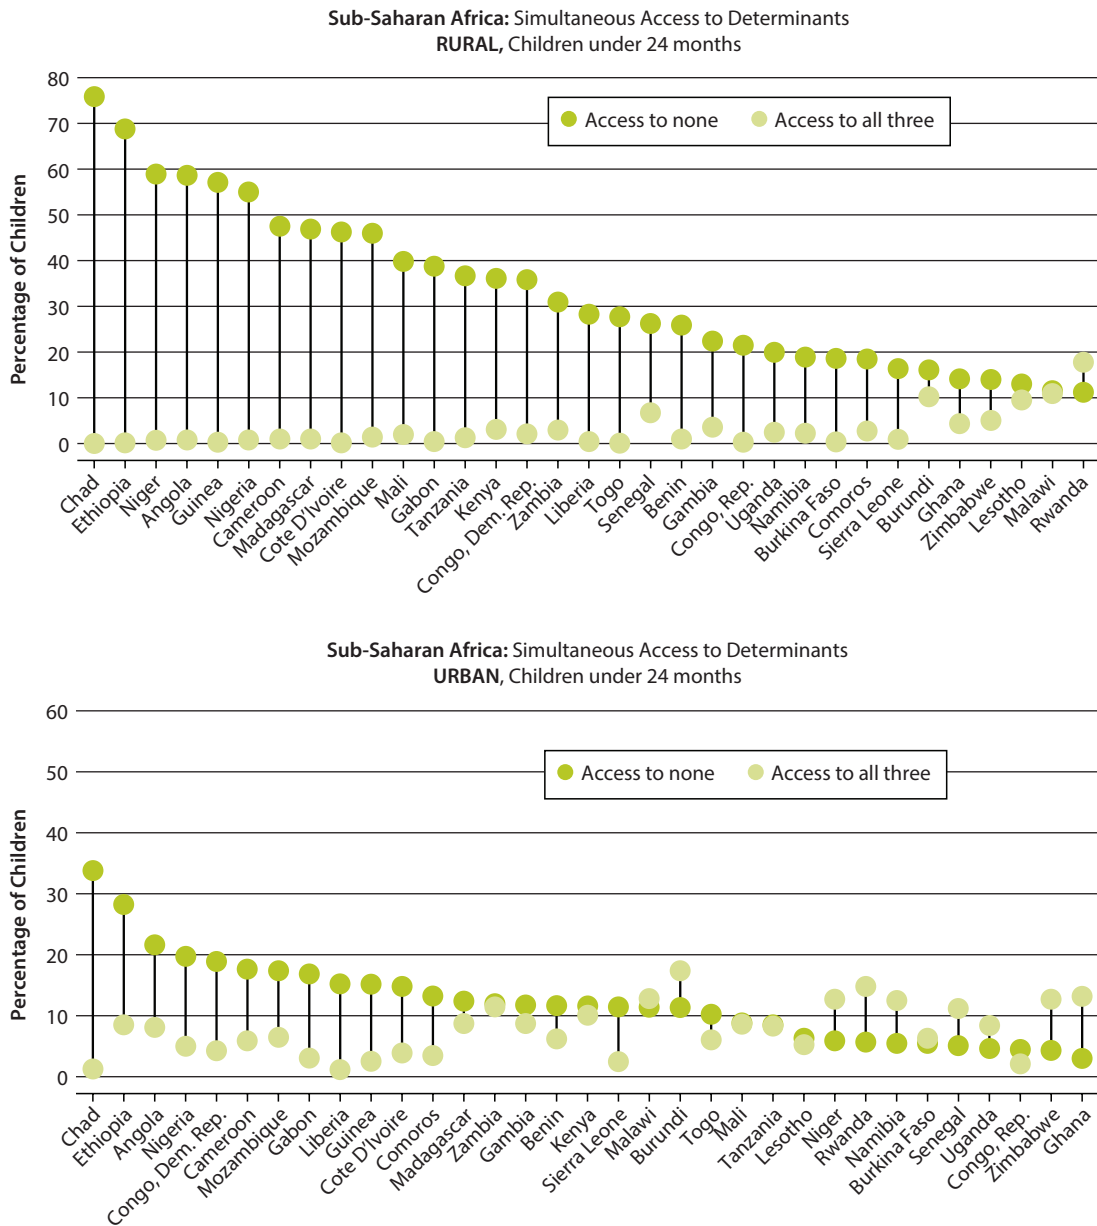 Sub-Saharan Africa: Simultaneous Access to Determinants
RURAL, Children under 24 months
Percentage of Children
80
70
60
50
40
30
20
10
0
Access to none
Access to all three
Chad
Ethiopia
Niger
Angola
Guinea
Nigeria
Cameroon
Madagascar
Cote D'Ivoire
Mozambique
Mali
Gabon
Tanzania
Kenya
Congo, Dem. Rep.
Zambia
Liberia
Togo
Senegal
Benin
Gambia
Congo, Rep.
Uganda
Namibia
Burkina Faso
Comoros
Sierra Leone
Burundi
Ghana
Zimbabwe
Lesotho
Malawi
Rwanda
Sub-Saharan Africa: Simultaneous Access to Determinants
URBAN, Children under 24 months
Percentage of Children
60
50
40
30
20
10
0
Access to none
Access to all three
Chad
Ethiopia
Angola
Nigeria
Congo, Dem. Rep.
Cameroon
Mozambique
Gabon
Liberia
Guinea
Cote D'Ivoire
Comoros
Madagascar
Zambia
Gambia
Benin
Kenya
Sierra Leone
Malawi
Burundi
Togo
Mali
Tanzania
Lesotho
Niger
Rwanda
Namibia
Burkina Faso
Senegal
Uganda
Congo, Rep.
Zimbabwe
Ghana